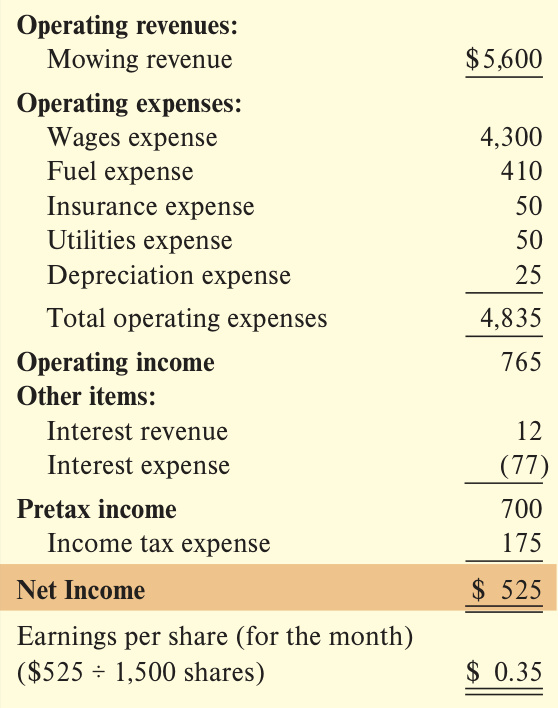 Operating revenues:
Mowing revenue $5,600
Operating expenses:
Wages expense 4,300
Fuel expense 410
Insurance expense 50
Utilities expense 50
Depreciation expense 25
Total operating expenses 4,835
Operating income 765
Other items:
Interest revenue 12
Interest expense (77)
Pretax income 700
Income tax expense 175
Net Income $ 525
Earnings per share (for the month)
($525 ÷ 1,500 shares) $ 0.35